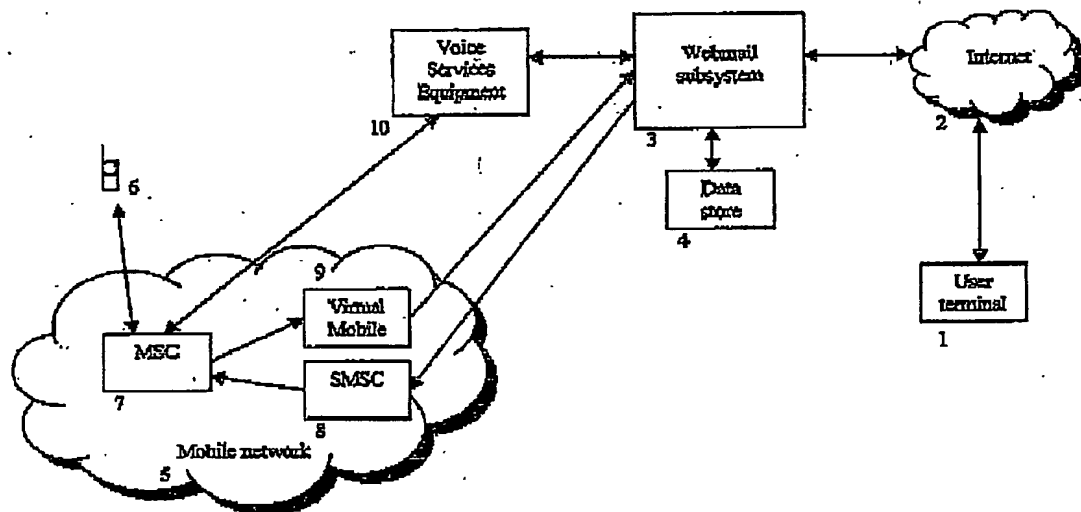 Voice
Services
Equipment
10
Webmail
subsystem
3
Internet
2
6
Data
store
4
9
Virtual
Mobile
User
terminal
1
MSC
7
SMSC
8
Mobile network
5